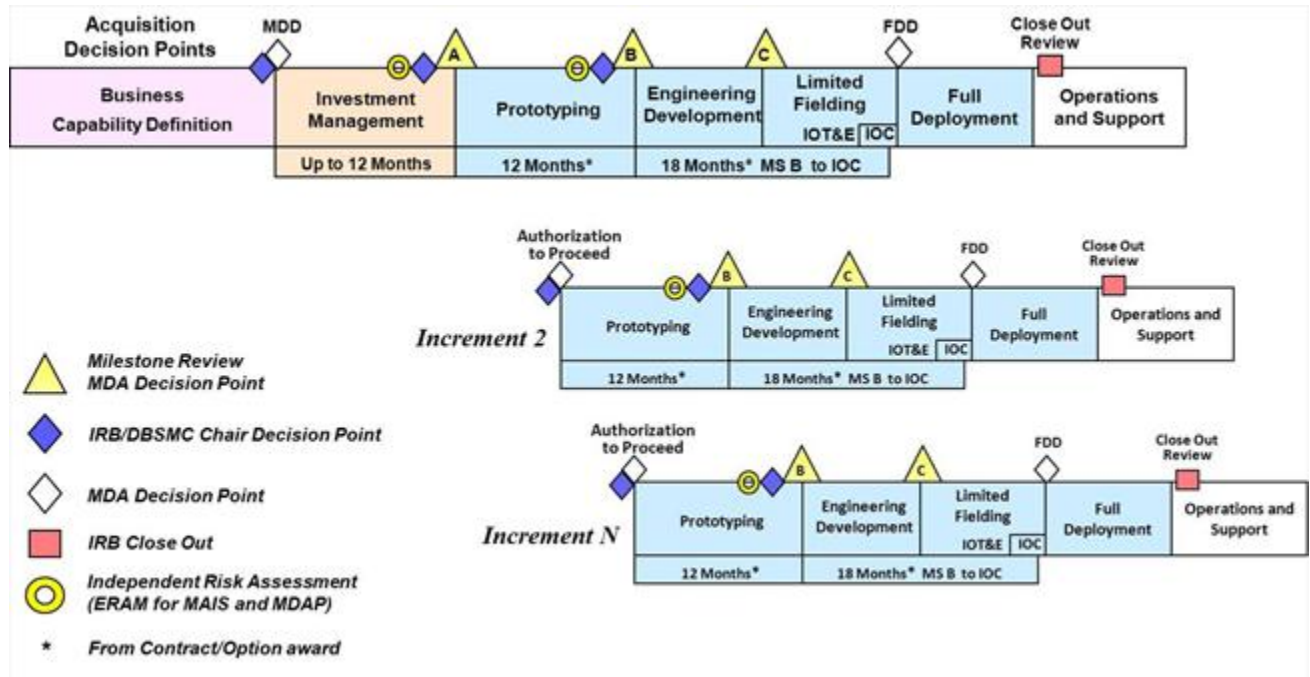 Acquisition
Decision Points
MDD
A
B
C
FDD
Close Out
Review
Business
Capability Definition
Investment
Management
Prototyping
Engineering
Development
Limited
Fielding
IOT&E
IOC
Full
Deployment
Operations
and Support
Up to 12 Months
12 Months*
18 Months* MS B to IOC
Authorization
to Proceed
B
C
FDD
Close Out
Review
Increment 2
Prototyping
Engineering
Development
Limited
Fielding
IOT&E
IOC
Full
Deployment
Operations and
Support
12 Months*
18 Months* MS B to IOC
Authorization
to Proceed
B
C
FDD
Close Out
Review
Increment N
Prototyping
Engineering
Development
Limited
Fielding
IOT&E
IOC
Full
Deployment
Operations and
Support
12 Months*
18 Months* MS B to IOC
Milestone Review
MDA Decision Point
IRB/DBSMC Chair Decision Point
MDA Decision Point
IRB Close Out
Independent Risk Assessment
(ERAM for MAIS and MDAP)
* From Contract/Option award